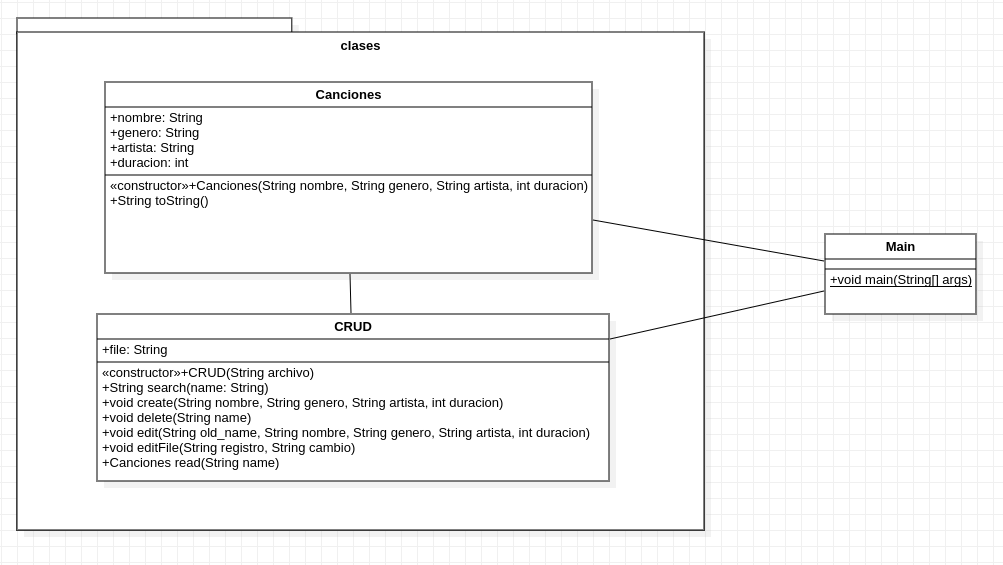 clases
Canciones
+nombre: String
+genero: String
+artista: String
+duracion: int
«constructor»+Canciones(String nombre, String genero, String artista, int duracion)
+String toString()
Main
+void main(String[] args)
CRUD
+file: String
«constructor»+CRUD(String archivo)
+String search(name: String)
+void create(String nombre, String genero, String artista, int duracion)
+void delete(String name)
+void edit(String old_name, String nombre, String genero, String artista, int duracion)
+void editFile(String registro, String cambio)
+Canciones read(String name)